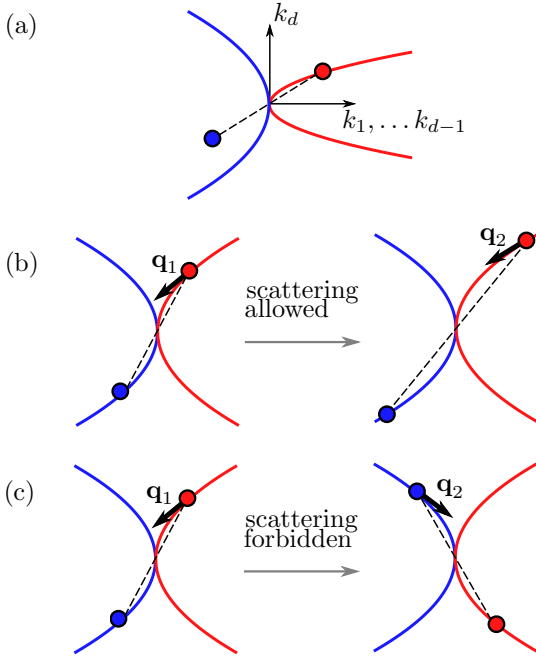 (a)
k_d
k_1, … k_{d−1}
(b)
q_1
scattering
allowed
q_2
(c)
q_1
scattering
forbidden
q_2